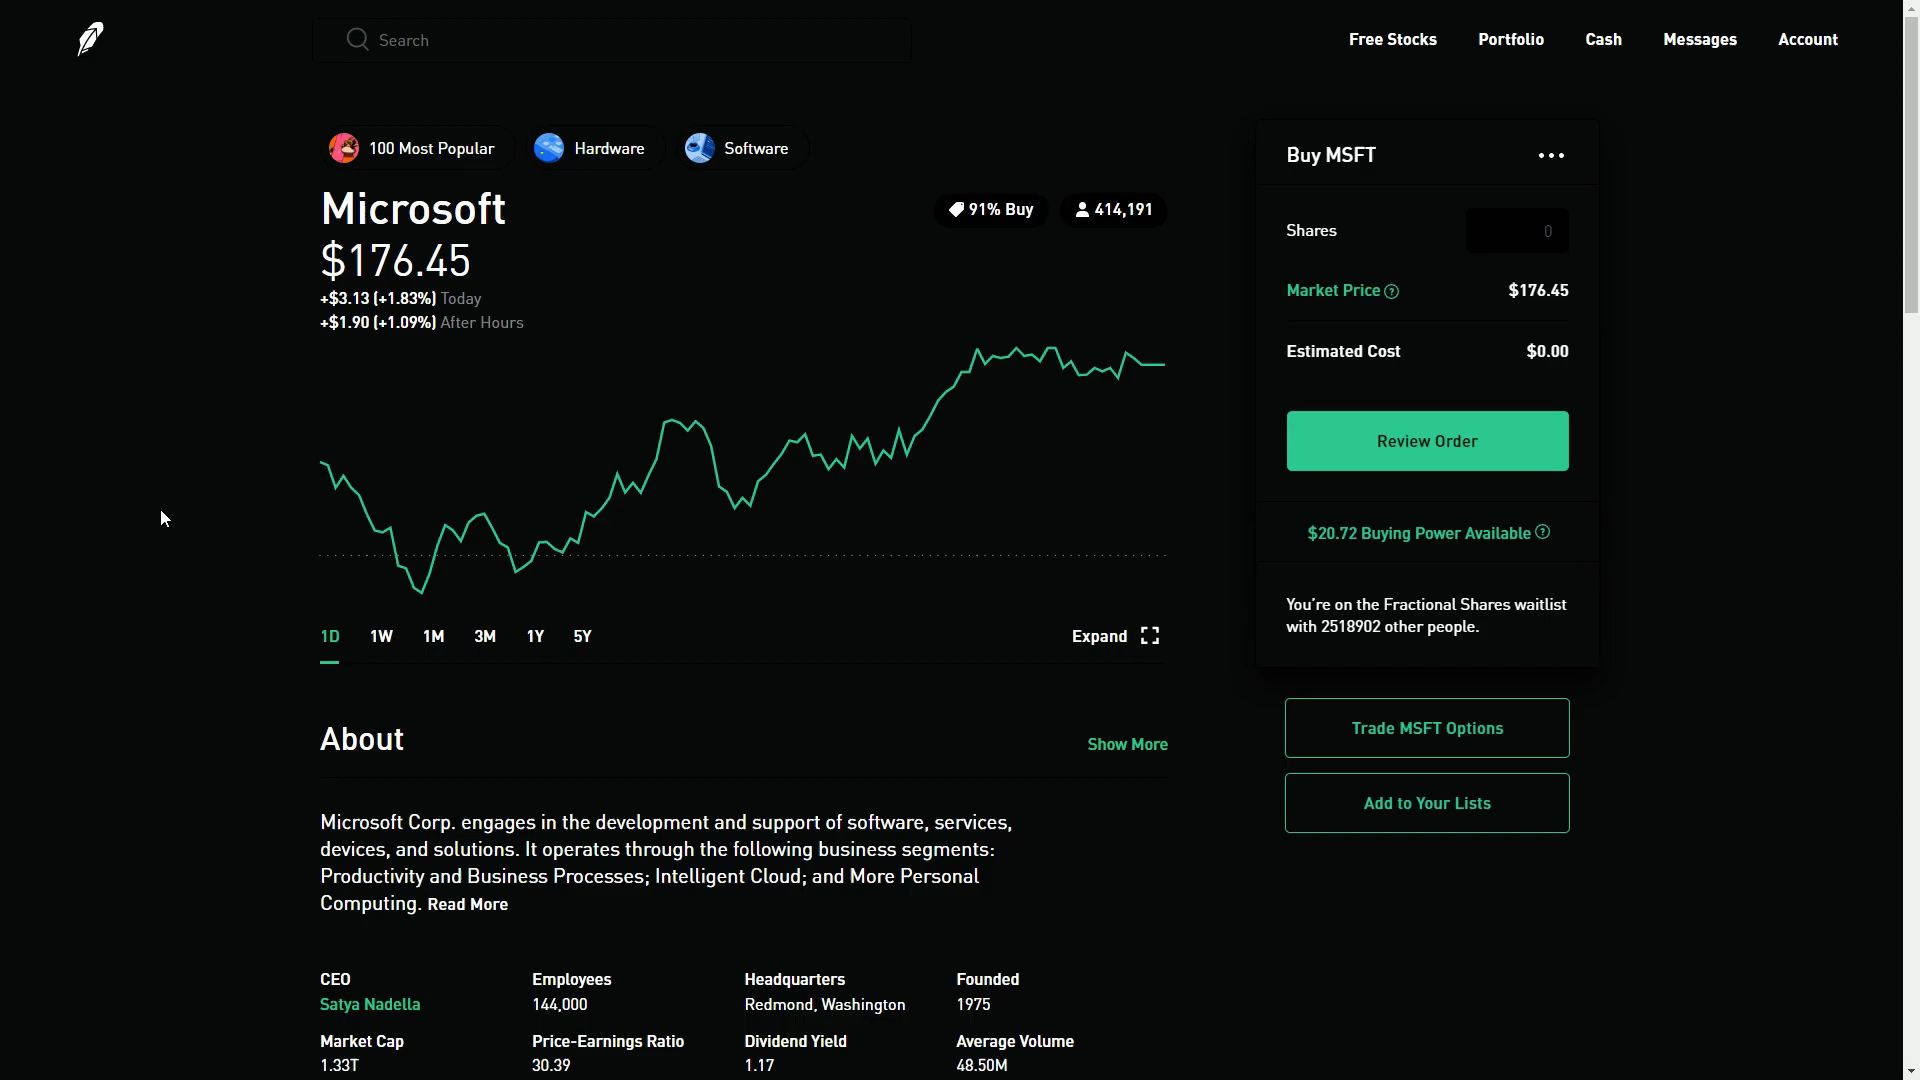 Search
Free Stocks
Portfolio
Cash
Messages
Account
100 Most Popular
Hardware
Software
Microsoft
$176.45
+$3.13 (+1.83%) Today
+$1.90 (+1.09%) After Hours
91% Buy
414,191
1D
1W
1M
3M
1Y
5Y
Expand
About
Show More
Microsoft Corp. engages in the development and support of software, services,
devices, and solutions. It operates through the following business segments:
Productivity and Business Processes; Intelligent Cloud; and More Personal
Computing. Read More
CEO
Satya Nadella
Employees
144,000
Headquarters
Redmond, Washington
Founded
1975
Market Cap
1.33T
Price-Earnings Ratio
30.39
Dividend Yield
1.17
Average Volume
48.50M
Buy MSFT
Shares
0
Market Price ?
$176.45
Estimated Cost
$0.00
Review Order
$20.72 Buying Power Available ?
You're on the Fractional Shares waitlist
with 2518902 other people.
Trade MSFT Options
Add to Your Lists